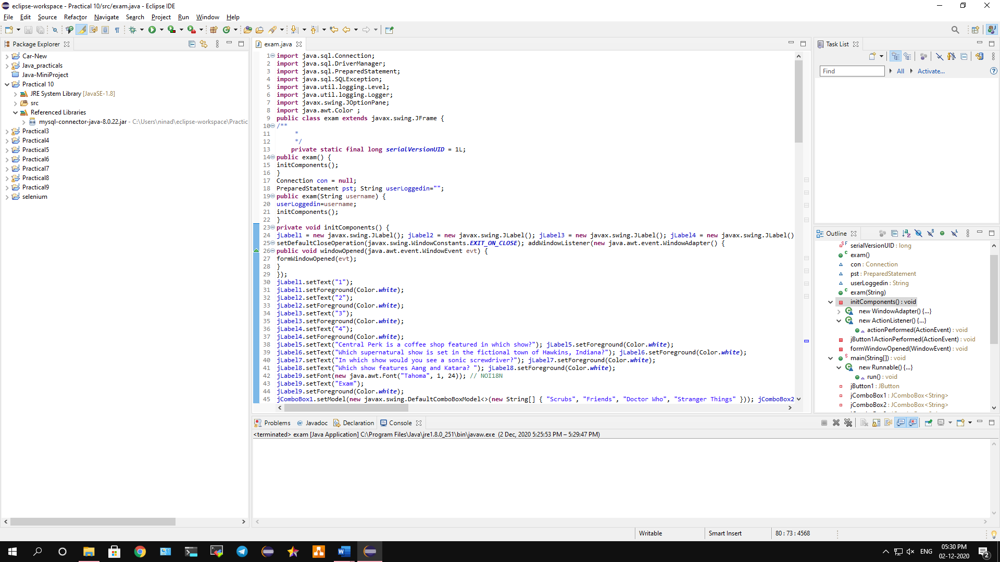 eclipse-workspace - Practical 10/src/exam.java - Eclipse IDE
File Edit Source Refactor Navigate Search Project Run Window Help
Package Explorer
Car-New
Java_practicals
Java-MiniProject
Practical 10
JRE System Library [JavaSE-1.8]
src
Referenced Libraries
mysql-connector-java-8.0.22.jar - C:\Users\ninad\eclipse-workspace\Practic
Practical3
Practical4
Practical5
Practical6
Practical7
Practical8
Practical9
selenium
exam.java
1 import java.sql.Connection;
2 import java.sql.DriverManager;
3 import java.sql.PreparedStatement;
4 import java.sql.SQLException;
5 import java.util.logging.Level;
6 import java.util.logging.Logger;
7 import javax.swing.JOptionPane;
8 import java.awt.Color ;
9 public class exam extends javax.swing.JFrame {
10 /**
11 *
12 */
13 private static final long serialVersionUID = 1L;
14 public exam() {
15 initComponents();
16 }
17 Connection con = null;
18 PreparedStatement pst; String userLoggedin="";
19 public exam(String username) {
20 userLoggedin=username;
21 initComponents();
22 }
23 private void initComponents() {
24 jLabel1 = new javax.swing.JLabel(); jLabel2 = new javax.swing.JLabel(); jLabel3 = new javax.swing.JLabel(); jLabel4 = new javax.swing.JLabel()
25 setDefaultCloseOperation(javax.swing.WindowConstants.EXIT_ON_CLOSE); addWindowListener(new java.awt.event.WindowAdapter() {
26 public void windowOpened(java.awt.event.WindowEvent evt) {
27 formWindowOpened(evt);
28 }
29 });
30 jLabel1.setText("1");
31 jLabel1.setForeground(Color.white);
32 jLabel2.setText("2");
33 jLabel2.setForeground(Color.white);
34 jLabel3.setText("3");
35 jLabel3.setForeground(Color.white);
36 jLabel4.setText("4");
37 jLabel4.setForeground(Color.white);
38 jLabel5.setText("Central Perk is a coffee shop featured in which show?"); jLabel5.setForeground(Color.white);
39 jLabel6.setText("Which supernatural show is set in the fictional town of Hawkins, Indiana?"); jLabel6.setForeground(Color.white);
40 jLabel7.setText("In which show would you see a sonic screwdriver?"); jLabel7.setForeground(Color.white);
41 jLabel8.setText("Which show features Aang and Katara? "); jLabel8.setForeground(Color.white);
42 jLabel9.setFont(new java.awt.Font("Tahoma", 1, 24)); // NOI18N
43 jLabel9.setText("Exam");
44 jLabel9.setForeground(Color.white);
45 jComboBox1.setModel(new javax.swing.DefaultComboBoxModel<>(new String[] { "Scrubs", "Friends", "Doctor Who", "Stranger Things" })); jComboBox2
Task List
Find All Activate...
Outline
serialVersionUID : long
exam()
con : Connection
pst : PreparedStatement
userLoggedin : String
exam(String)
initComponents() : void
new WindowAdapter() {...}
new ActionListener() {...}
actionPerformed(ActionEvent) : void
jButton1ActionPerformed(ActionEvent) : void
formWindowOpened(WindowEvent) : void
main(String[]) : void
new Runnable() {...}
run() : void
jButton1 : JButton
jComboBox1 : JComboBox<String>
jComboBox2 : JComboBox<String>
Problems Javadoc Declaration Console
<terminated> exam [Java Application] C:\Program Files\Java\jre1.8.0_251\bin\javaw.exe (2 Dec, 2020 5:25:53 PM – 5:29:47 PM)
Writable Smart Insert 80 : 73 : 4568
ENG
05:30 PM
02-12-2020
2